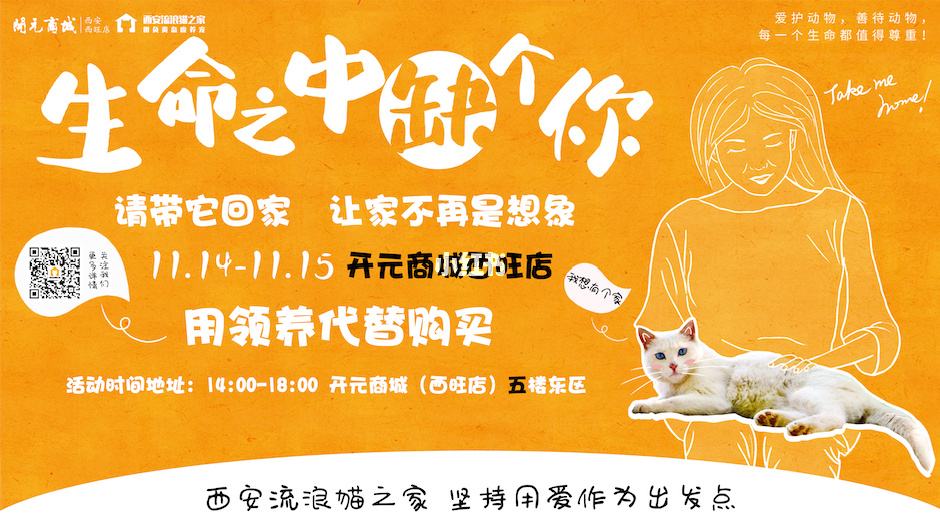 開元商城 西安西旺店 西安流浪猫之家
爱护动物，善待动物，
每一个生命都值得尊重！
Take me home!
生命之中缺个你
请带它回家 让家不再是想象
关注我们
更多详情
11.14-11.15 开元商城西旺店
小红书
我想有个家
用领养代替购买
活动时间地址：14:00-18:00 开元商城（西旺店）五楼东区
西安流浪猫之家 坚持用爱作为出发点